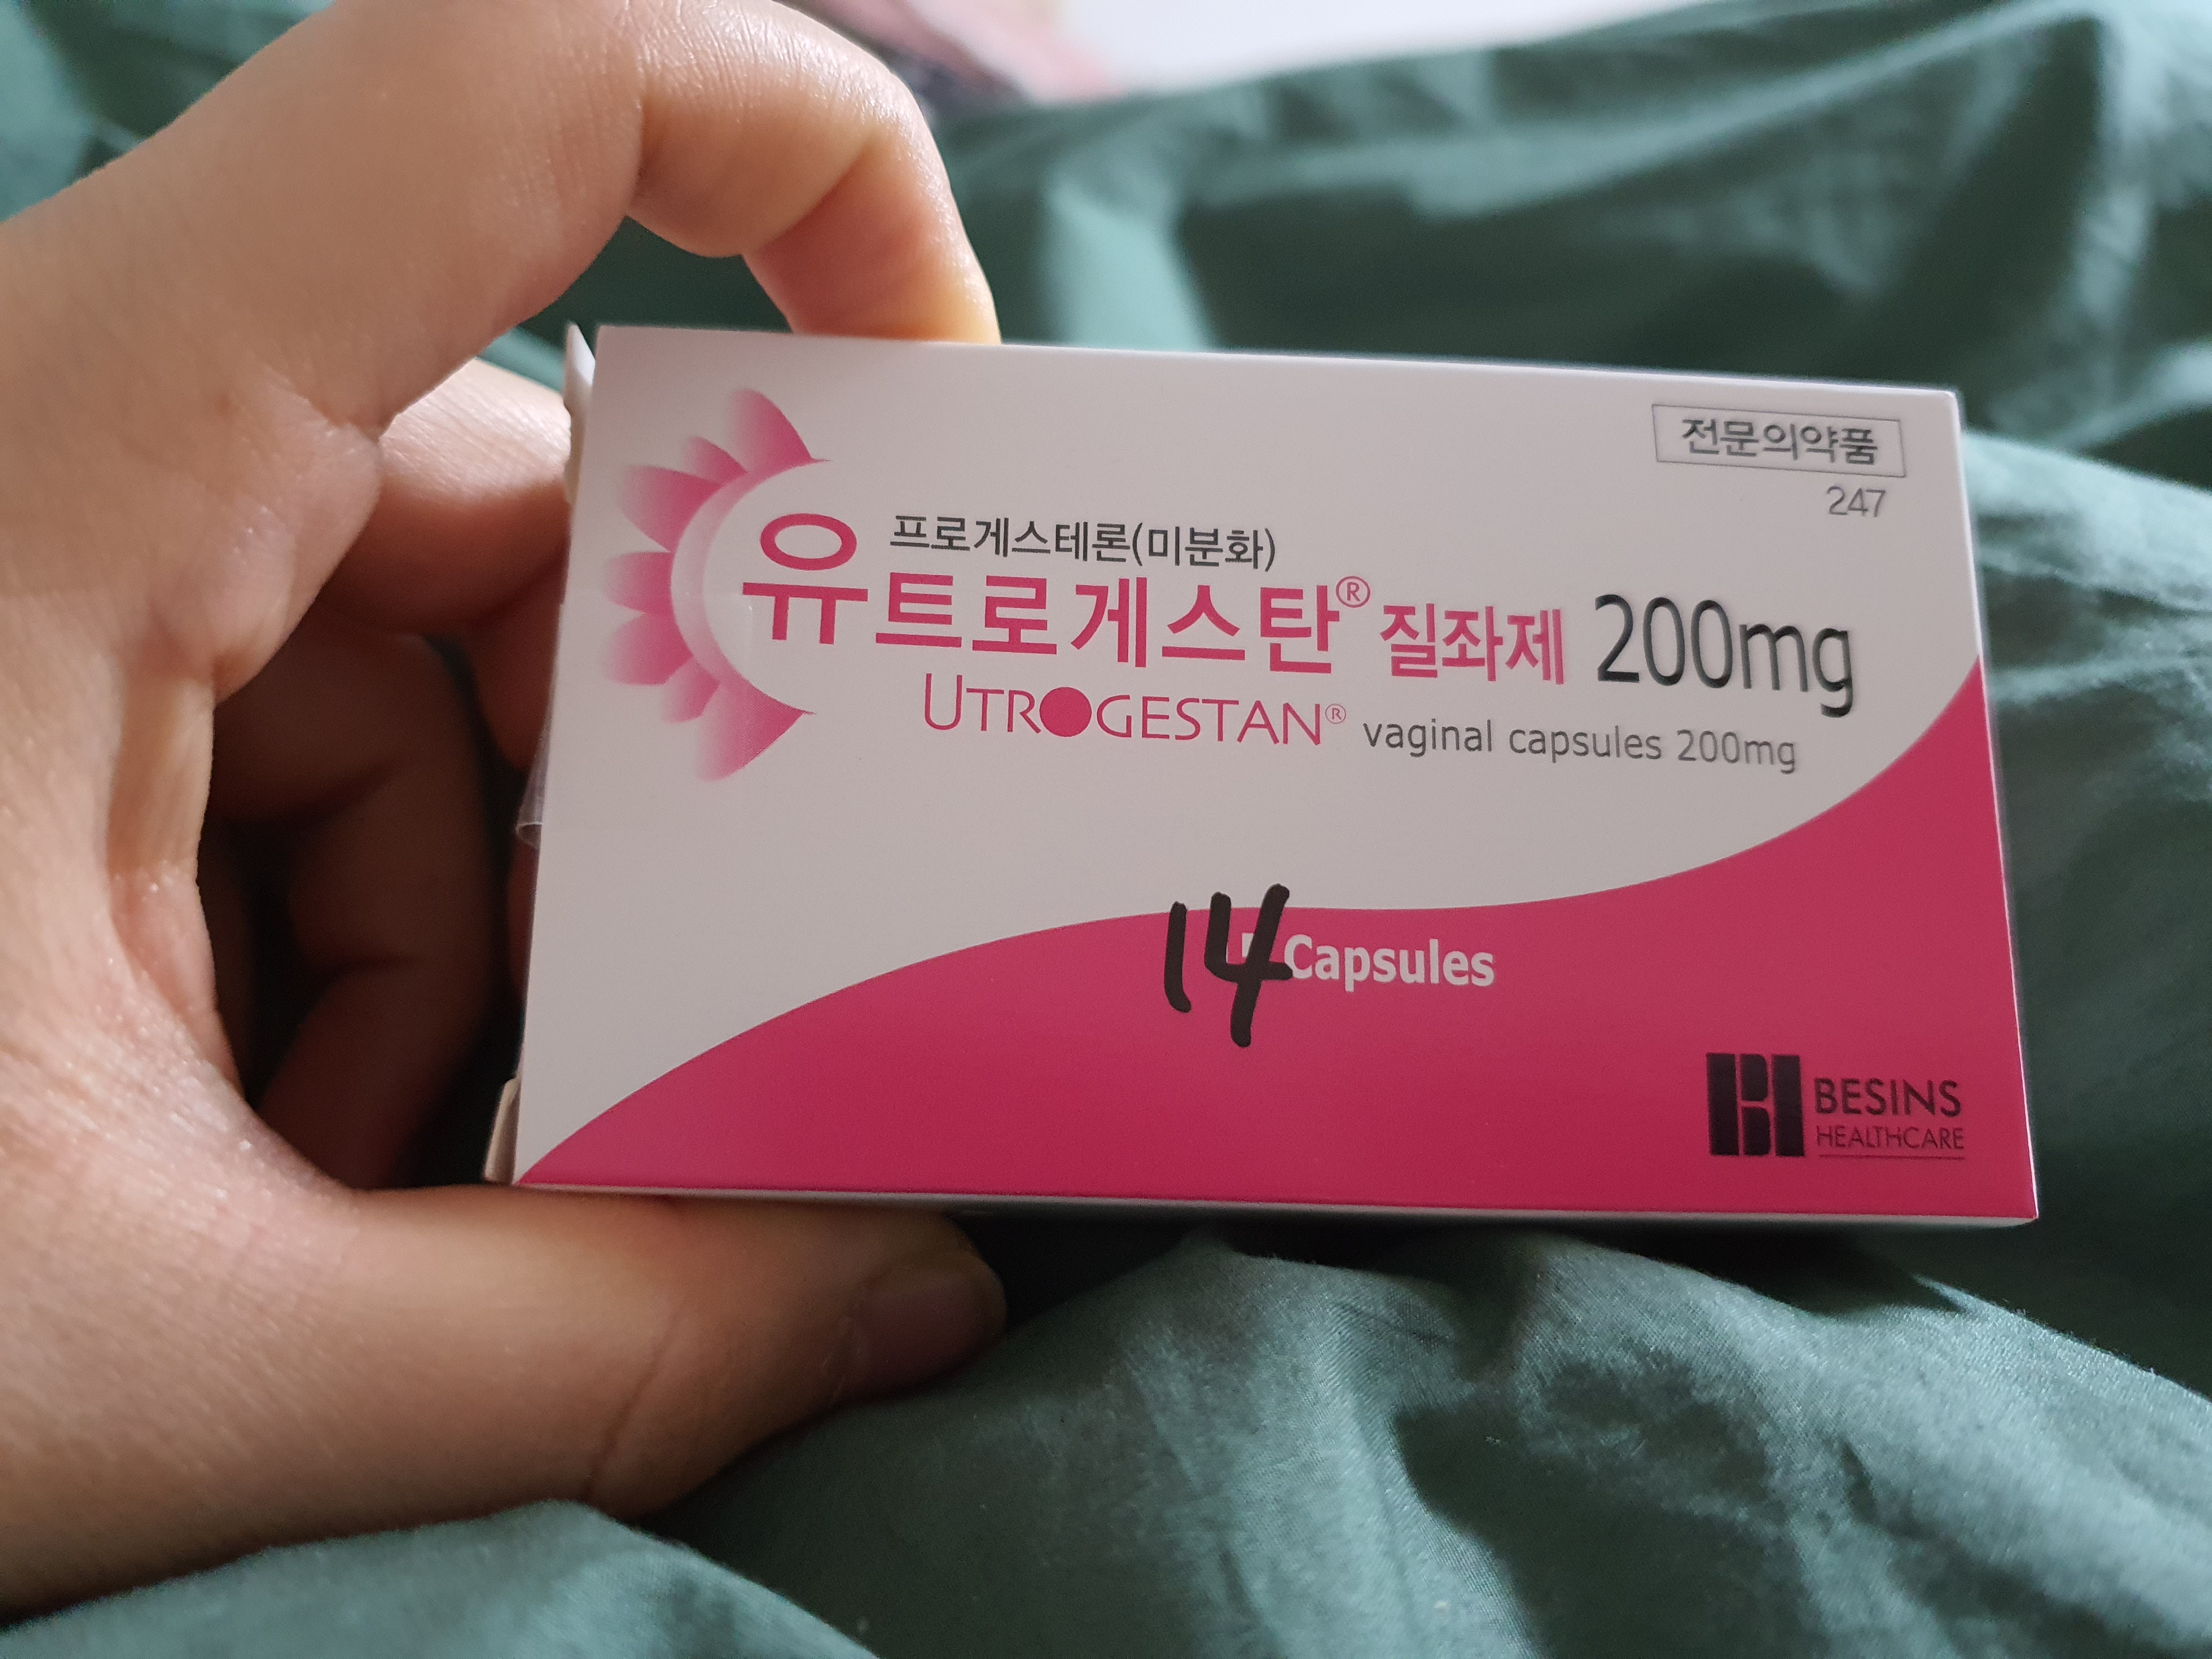 전문의약품
247
프로게스테론(미분화)
유트로게스탄® 질좌제 200mg
UTROGESTAN® vaginal capsules 200mg
14 Capsules
BESINS
HEALTHCARE